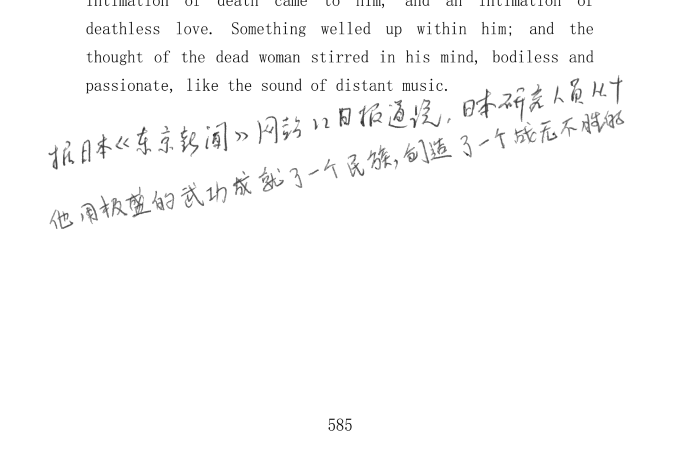 intimation of death came to him, and an intimation of
deathless love. Something welled up within him; and the
thought of the dead woman stirred in his mind, bodiless and
passionate, like the sound of distant music.
据日本《东京新闻》网站12日报道说，日本研究人员从十
他用极盛的武功成就了一个民族，创造了一个战无不胜的
585